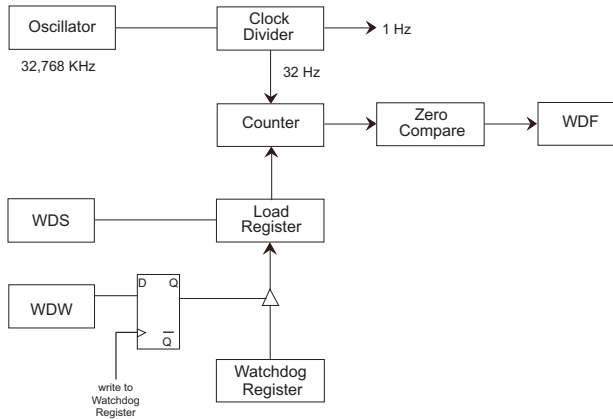 Oscillator
Clock
Divider
1 Hz
32,768 KHz
32 Hz
Counter
Zero
Compare
WDF
WDS
Load
Register
D
Q
WDW
Q
write to
Watchdog
Register
Watchdog
Register